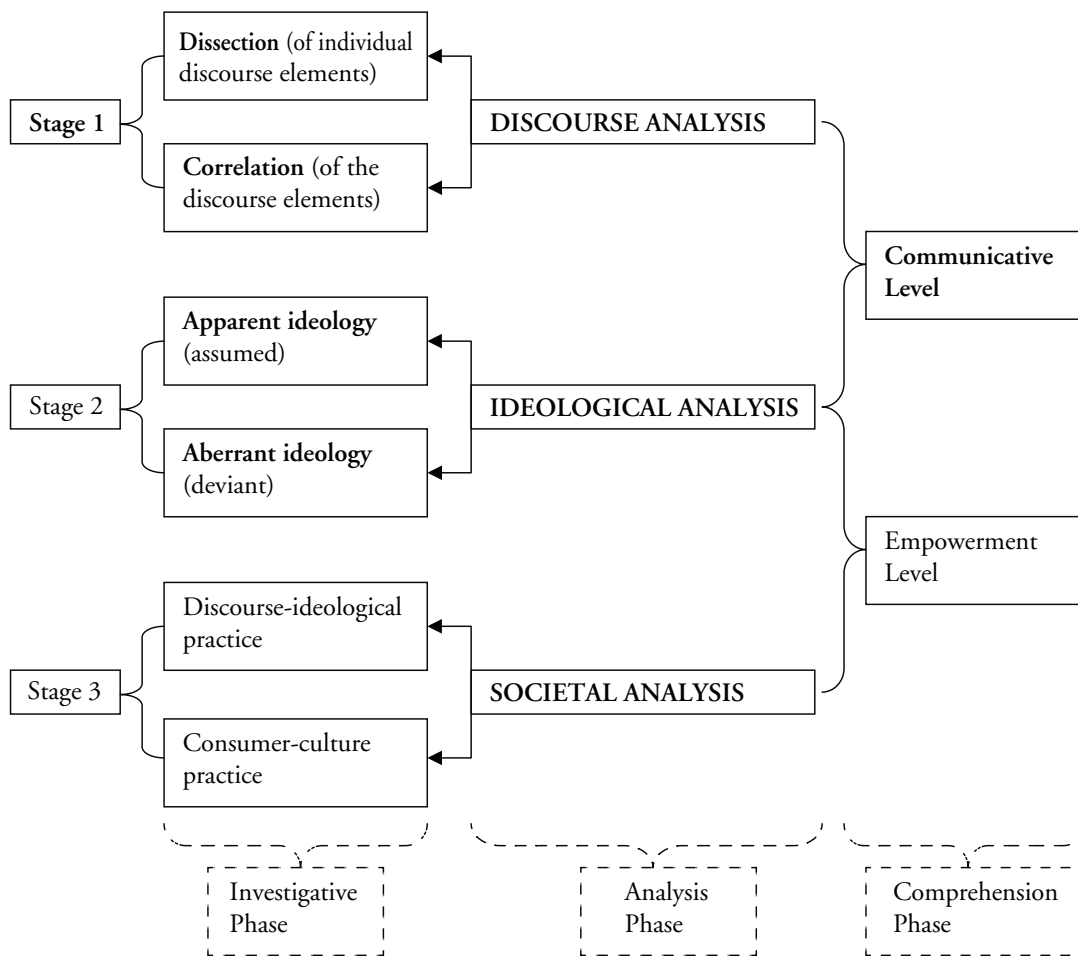 Dissection (of individual
discourse elements)
Stage 1
DISCOURSE ANALYSIS
Correlation (of the
discourse elements)
Communicative
Level
Apparent ideology
(assumed)
Stage 2
IDEOLOGICAL ANALYSIS
Aberrant ideology
(deviant)
Empowerment
Level
Discourse-ideological
practice
Stage 3
SOCIETAL ANALYSIS
Consumer-culture
practice
Investigative
Phase
Analysis
Phase
Comprehension
Phase